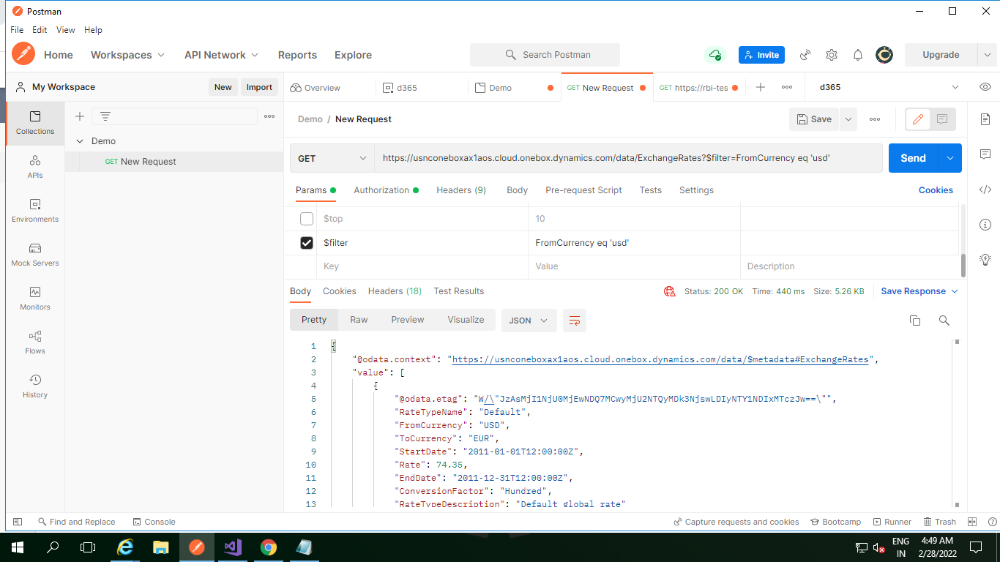 Postman
File Edit View Help
Home Workspaces API Network Reports Explore Search Postman Invite Upgrade
My Workspace New Import Overview d365 Demo GET New Request GET https://rbi-tes d365
Collections
APIs
Environments
Mock Servers
Monitors
Flows
History
Demo
GET New Request
Demo / New Request Save
GET https://usnconeboxax1aos.cloud.onebox.dynamics.com/data/ExchangeRates?$filter=FromCurrency eq 'usd' Send
Params Authorization Headers (9) Body Pre-request Script Tests Settings Cookies
$top 10
$filter FromCurrency eq 'usd'
Key Value Description
Body Cookies Headers (18) Test Results Status: 200 OK Time: 440 ms Size: 5.26 KB Save Response
Pretty Raw Preview Visualize JSON
1 {
2 "@odata.context": "https://usnconeboxax1aos.cloud.onebox.dynamics.com/data/$metadata#ExchangeRates",
3 "value": [
4 {
5 "@odata.etag": "W/\"JzAsMjI1NjU0MjEwNDQ7MCwyMjU2NTQyMDk3NjswLDIyNTY1NDIxMTczJw==\"",
6 "RateTypeName": "Default",
7 "FromCurrency": "USD",
8 "ToCurrency": "EUR",
9 "StartDate": "2011-01-01T12:00:00Z",
10 "Rate": 74.35,
11 "EndDate": "2011-12-31T12:00:00Z",
12 "ConversionFactor": "Hundred",
13 "RateTypeDescription": "Default global rate"
Find and Replace Console Capture requests and cookies Bootcamp Runner Trash
ENG 4:49 AM
IN 2/28/2022